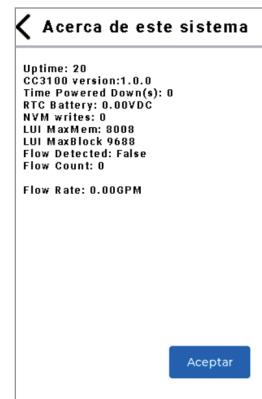 Acerca de este sistema
Uptime: 20
CC3100 version:1.0.0
Time Powered Down(s): 0
RTC Battery: 0.00VDC
NVM writes: 0
LUI MaxMem: 8008
LUI MaxBlock 9688
Flow Detected: False
Flow Count: 0
Flow Rate: 0.00GPM
Aceptar